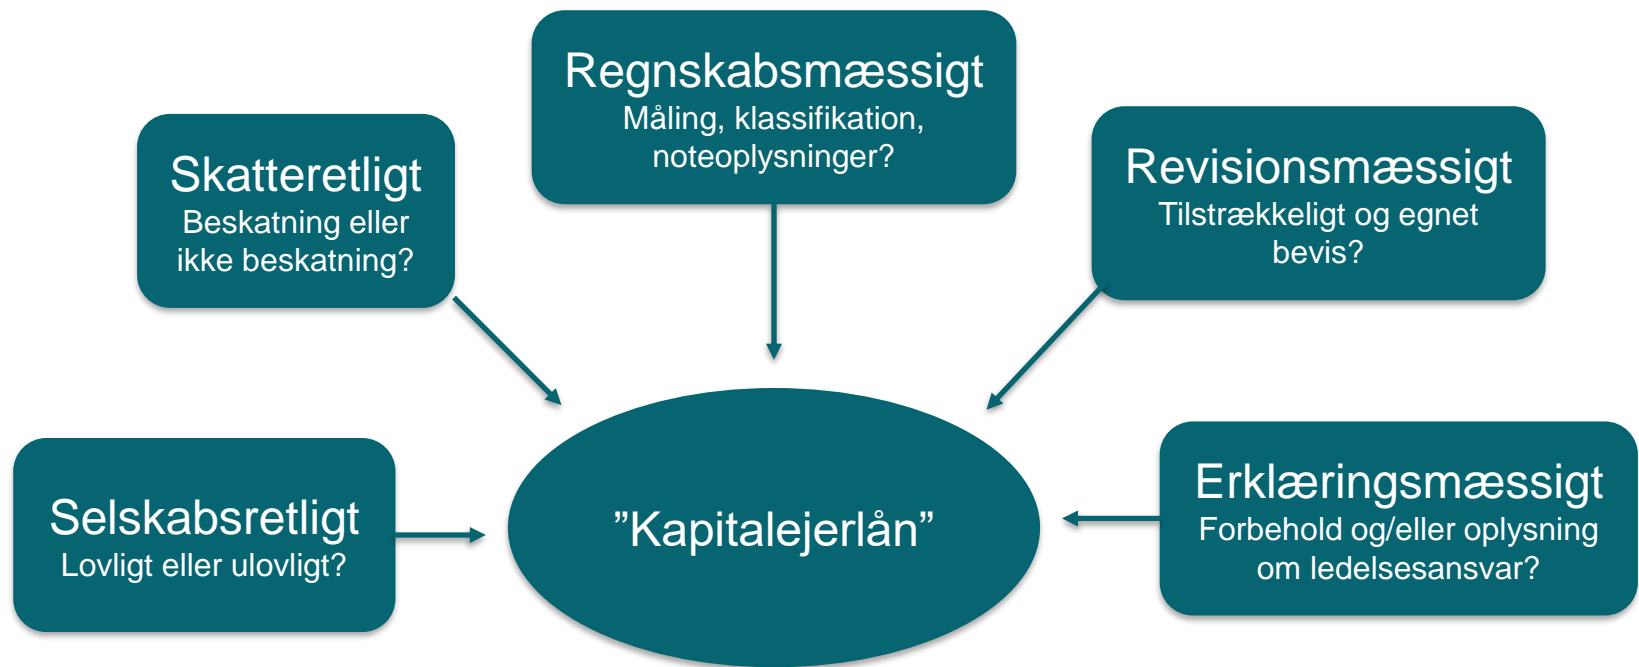 Regnskabsmæssigt
Måling, klassifikation,
noteoplysninger?
Skatteretligt
Beskatning eller
ikke beskatning?
Revisionsmæssigt
Tilstrækkeligt og egnet
bevis?
Selskabsretligt
Lovligt eller ulovligt?
”Kapitalejerlån”
Erklæringsmæssigt
Forbehold og/eller oplysning
om ledelsesansvar?